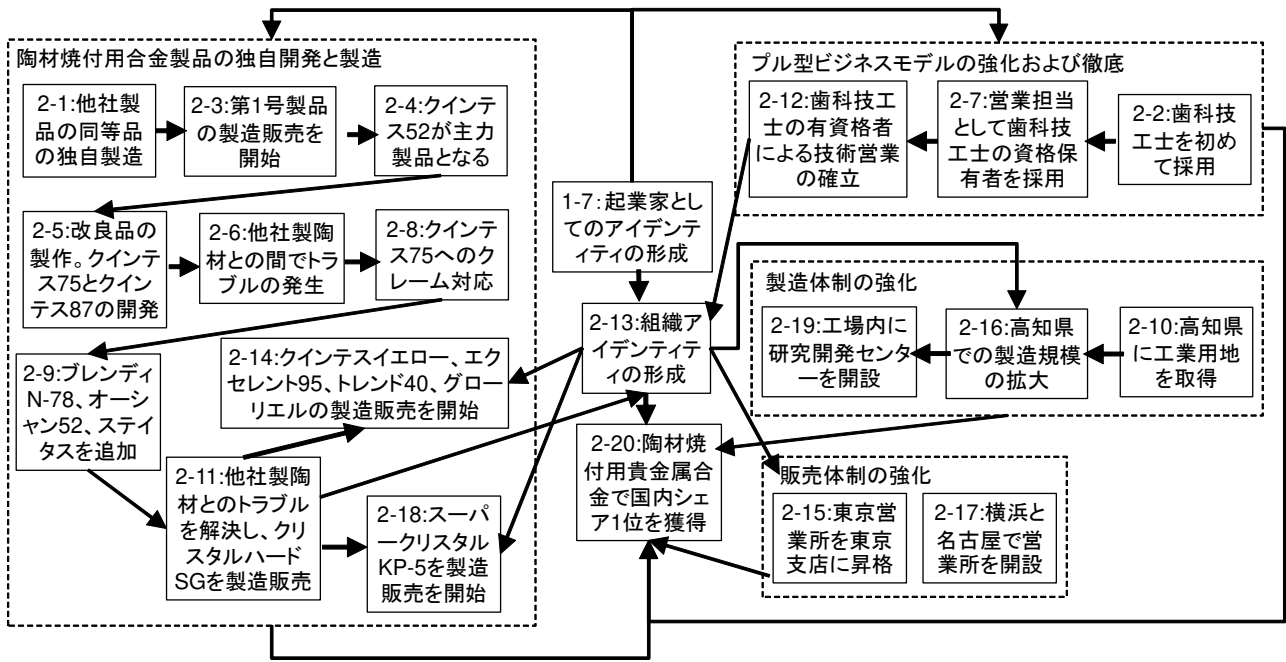 陶材焼付用合金製品の独自開発と製造
2-1:他社製
品の同等品
の独自製造
2-3:第1号製品
の製造販売を
開始
2-4:クインテ
ス52が主力
製品となる
2-5:改良品の
製作。クインテ
ス75とクイン
テス87の開発
2-6:他社製陶
材との間でトラ
ブルの発生
2-8:クインテ
ス75へのク
レーム対応
2-9:ブレンディ
N-78、オーシ
ャン52、ステイ
タスを追加
2-14:クインテスイエロー、エク
セレント95、トレンド40、グロー
リエルの製造販売を開始
2-11:他社製陶
材とのトラブル
を解決し、クリ
スタルハード
SGを製造販売
2-18:スーパ
ークリスタル
KP-5を製造
販売を開始
1-7:起業家とし
てのアイデンテ
ィティの形成
2-13:組織ア
イデンティテ
ィの形成
2-20:陶材焼
付用貴金属合
金で国内シェ
ア1位を獲得
プル型ビジネスモデルの強化および徹底
2-12:歯科技工
士の有資格者
による技術営業
の確立
2-7:営業担当
として歯科技
工士の資格保
有者を採用
2-2:歯科技
工士を初め
て採用
製造体制の強化
2-19:工場内に
研究開発センタ
ーを開設
2-16:高知県
での製造規模
の拡大
2-10:高知県
に工業用地
を取得
販売体制の強化
2-15:東京営
業所を東京
支店に昇格
2-17:横浜と
名古屋で営
業所を開設